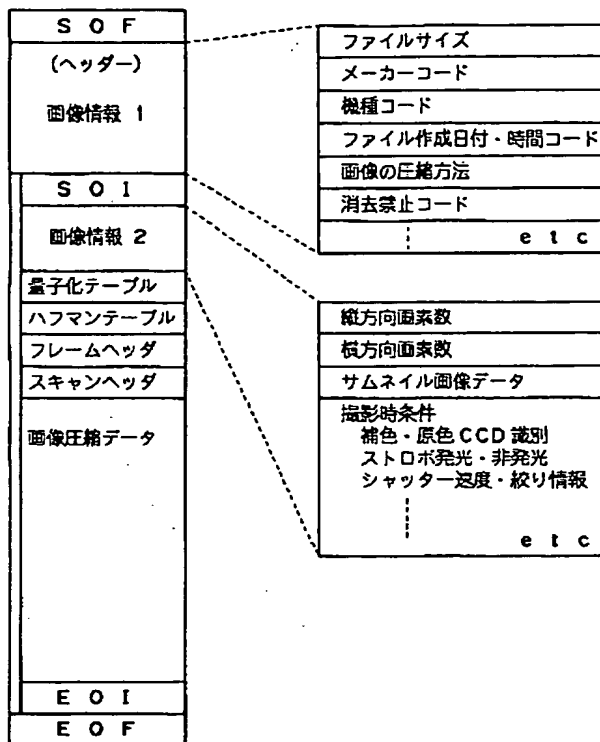 S O F
(ヘッダー)
画像情報 1
S O I
画像情報 2
量子化テーブル
ハフマンテーブル
フレームヘッダ
スキャンヘッダ
画像圧縮データ
E O I
E O F
ファイルサイズ
メーカーコード
機種コード
ファイル作成日付・時間コード
画像の圧縮方法
消去禁止コード
e t c
縦方向画素数
横方向画素数
サムネイル画像データ
撮影時条件
補色・原色 CCD 識別
ストロボ発光・非発光
シャッター速度・絞り情報
e t c